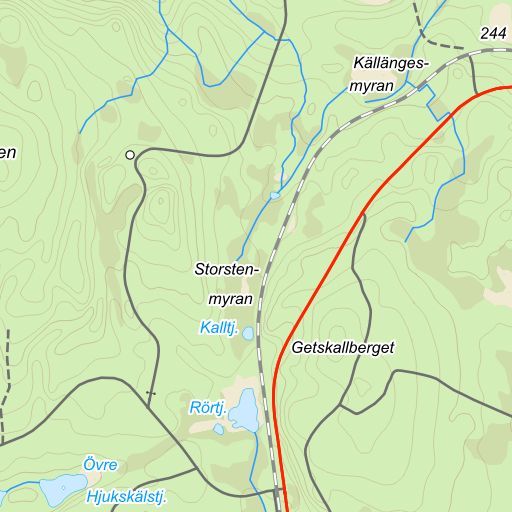 244
Källänges-
myran
en
Storsten-
myran
Kalltj.
Getskallberget
Rörtj.
Övre
Hjukskälstj.